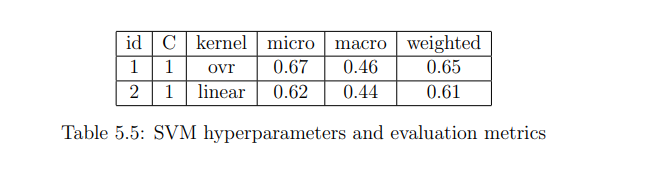 id C kernel micro macro weighted
1 1 ovr 0.67 0.46 0.65
2 1 linear 0.62 0.44 0.61
Table 5.5: SVM hyperparameters and evaluation metrics